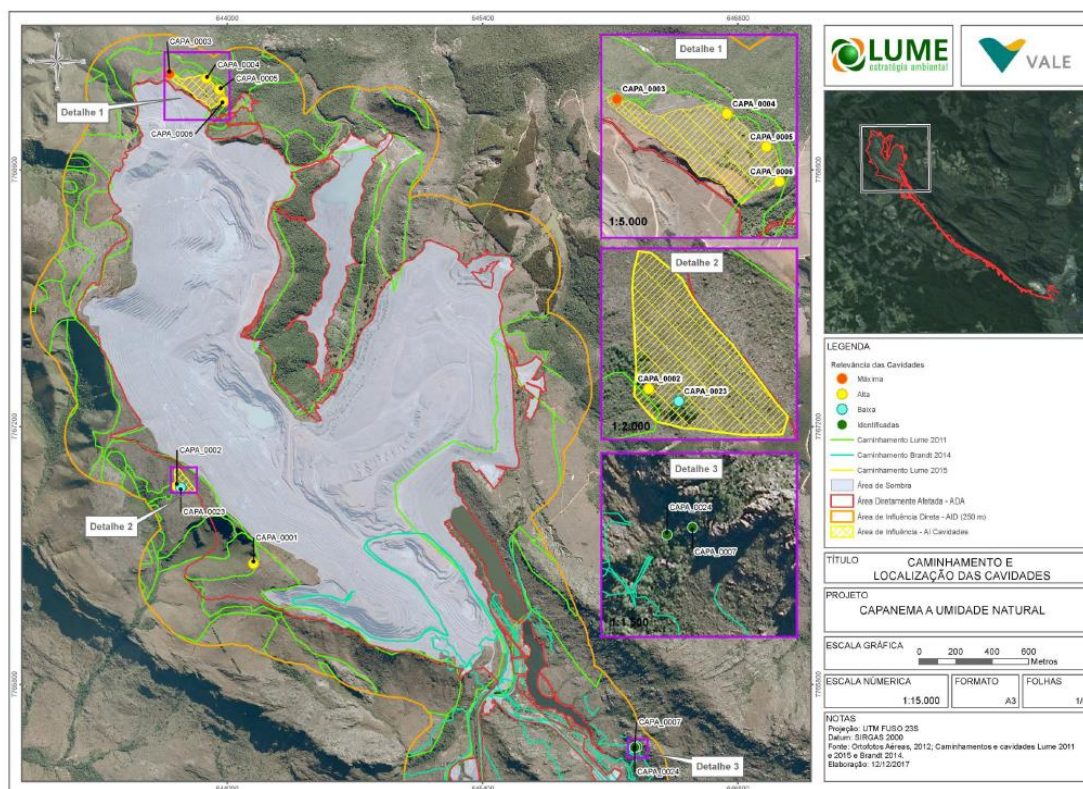 644000
645400
CAPA_0003
CAPA_0004
CAPA_0005
CAPA_0006
Detalhe 1
Detalhe 1
CAPA_0003
CAPA_0004
CAPA_0005
CAPA_0006
1:5.000
Detalhe 2
CAPA_0002
CAPA_0023
1:2.000
Detalhe 3
CAPA_0024
CAPA_0007
1:1.500
CAPA_0002
CAPA_0023
Detalhe 2
CAPA_0001
CAPA_0007
CAPA_0024
Detalhe 3
7767200
645400
LUME
estratégia ambiental
VALE
LEGENDA
Relevância das Cavidades
Máxima
Alta
Baixa
Identificadas
Caminhamento Lume 2011
Caminhamento Brandt 2014
Caminhamento Lume 2015
Área de Sombra
Área Diretamente Afetada - ADA
Área de Influência Direta - AID (250 m)
Área de Influência - AI Cavidades
TÍTULO
CAMINHAMENTO E
LOCALIZAÇÃO DAS CAVIDADES
PROJETO
CAPANEMA A UMIDADE NATURAL
ESCALA GRÁFICA
0 200 400 600
Metros
ESCALA NÚMERICA
1:15.000
FORMATO
A3
FOLHAS
NOTAS
Projeção: UTM FUSO 23S
Datum: SIRGAS 2000
Fonte: Ortofotos Aéreas, 2012; Caminhamentos e cavidades Lume 2011
e 2015 e Brandt 2014.
Elaboração: 12/12/2017